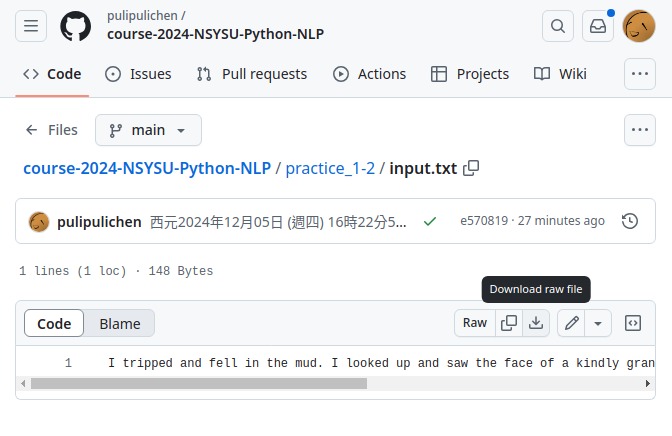 pulipulichen /
course-2024-NSYSU-Python-NLP
Code Issues Pull requests Actions Projects Wiki
Files main
course-2024-NSYSU-Python-NLP / practice_1-2 / input.txt
pulipulichen 西元2024年12月05日 (週四) 16時22分5... e570819 · 27 minutes ago
1 lines (1 loc) · 148 Bytes
Download raw file
Code Blame Raw
1 I tripped and fell in the mud. I looked up and saw the face of a kindly gran